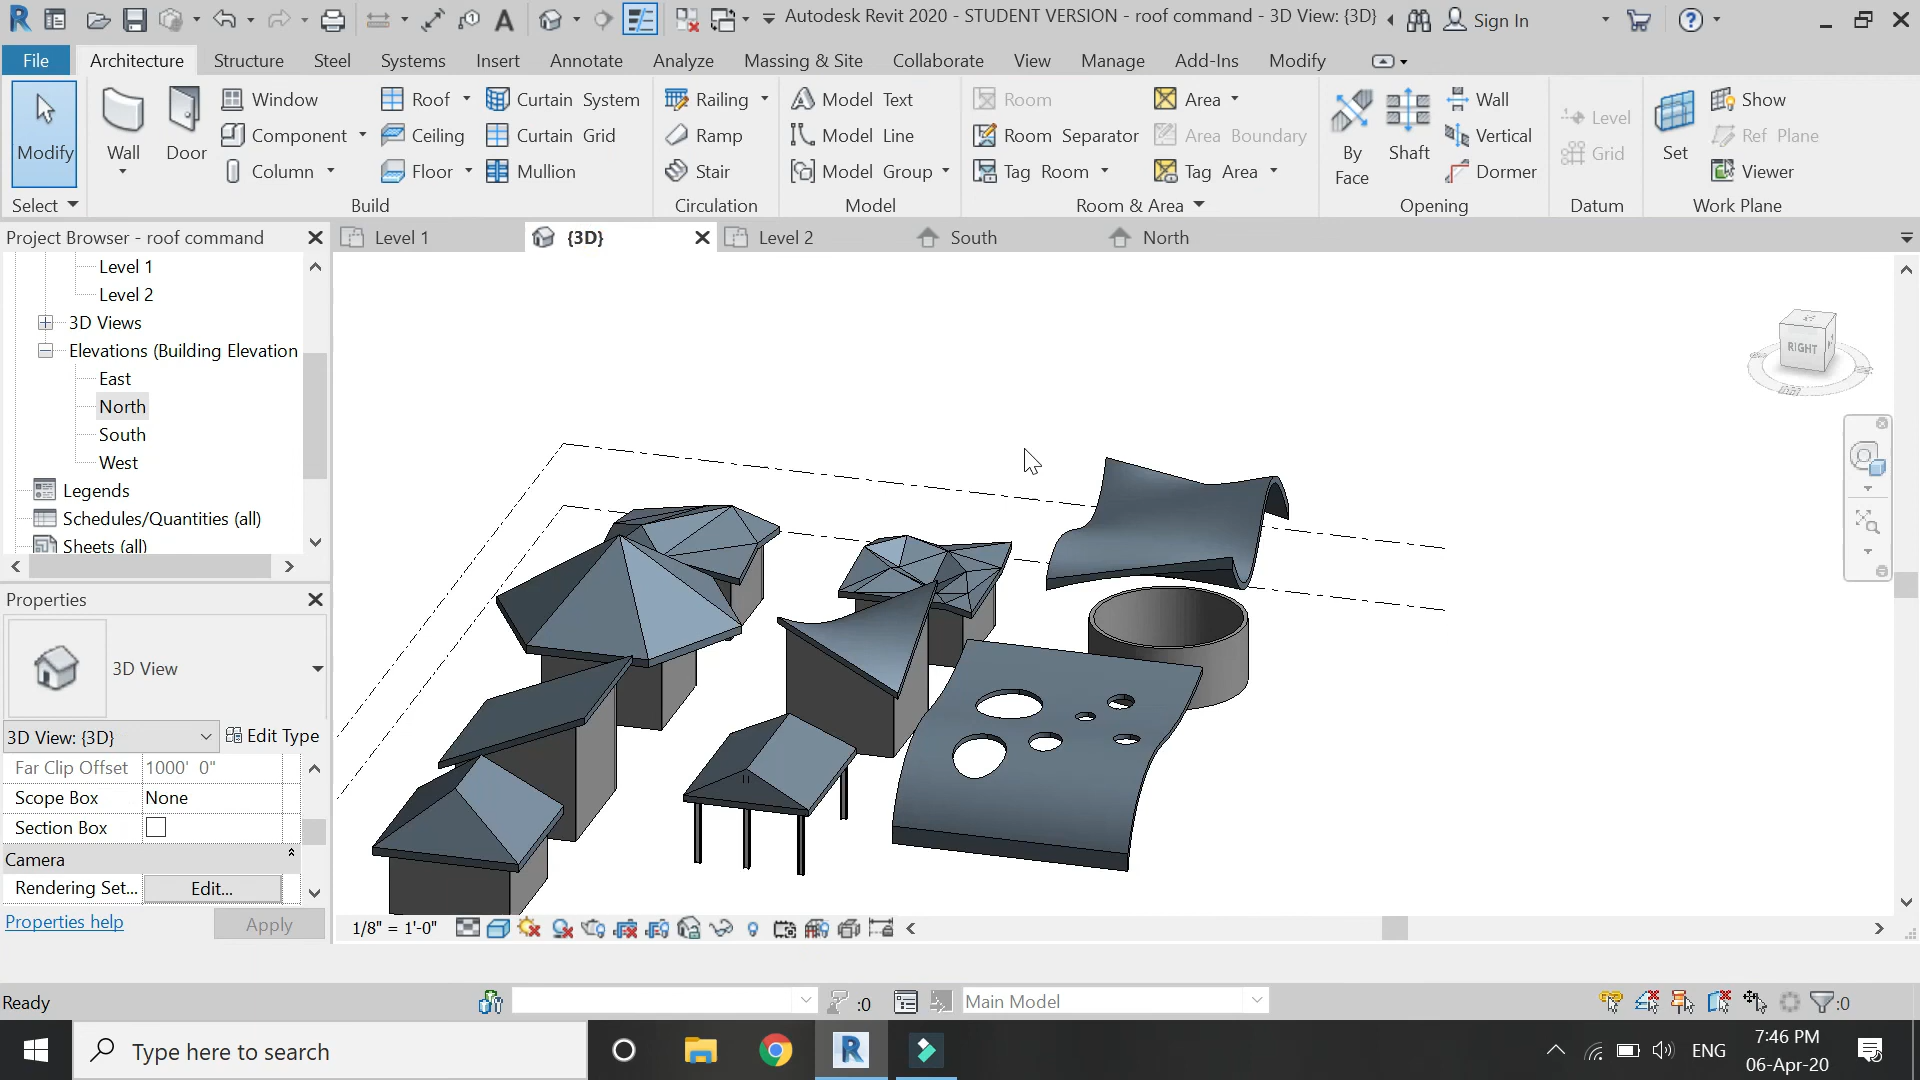 Autodesk Revit 2020 - STUDENT VERSION - roof command - 3D View: {3D}
Sign In
File Architecture Structure Steel Systems Insert Annotate Analyze Massing & Site Collaborate View Manage Add-Ins Modify
Modify
Wall
Door
Window
Component
Column
Roof
Ceiling
Floor
Curtain System
Curtain Grid
Mullion
Railing
Ramp
Stair
Model Text
Model Line
Model Group
Room
Room Separator
Tag Room
Area
Area Boundary
Tag Area
By
Face
Shaft
Wall
Vertical
Dormer
Level
Grid
Set
Show
Ref Plane
Viewer
Select Build Circulation Model Room & Area Opening Datum Work Plane
Project Browser - roof command
Level 1 {3D} Level 2 South North
Level 1
Level 2
3D Views
Elevations (Building Elevation
East
North
South
West
Legends
Schedules/Quantities (all)
Sheets (all)
RIGHT
Properties
3D View
3D View: {3D}
Edit Type
Far Clip Offset 1000' 0"
Scope Box None
Section Box
Camera
Rendering Set... Edit...
Properties help Apply
1/8" = 1'-0"
Ready
:0
Main Model
:0
Type here to search
ENG
7:46 PM
06-Apr-20